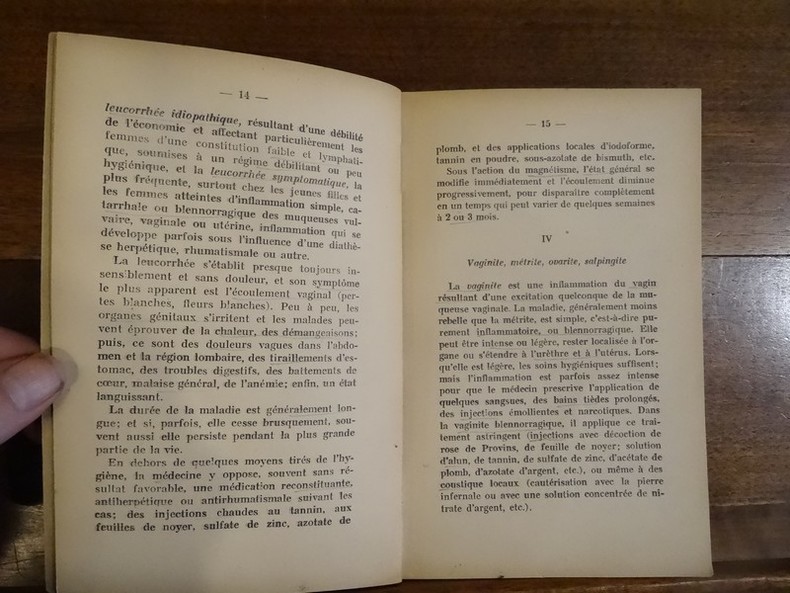 — 14 —
leucorrhée idiopathique, résultant d'une débilité
de l'économie et affectant particulièrement les
femmes d'une constitution faible et lymphati-
que, soumises à un régime débilitant ou peu
hygiénique, et la leucorrhée symptomatique, la
plus fréquente, surtout chez les jeunes filles et
les femmes atteintes d'inflammation simple, ca-
tarrhale ou blennorragique des muqueuses vul-
vaire, vaginale ou utérine, inflammation qui se
développe parfois sous l'influence d'une diathè-
se herpétique, rhumatismale ou autre.
La leucorrhée s'établit presque toujours in-
sensiblement et sans douleur, et son symptôme
le plus apparent est l'écoulement vaginal (per-
tes blanches, fleurs blanches). Peu à peu, les
organes génitaux s'irritent et les malades peu-
vent éprouver de la chaleur, des démangeaisons;
puis, ce sont des douleurs vagues dans l'abdo-
men et la région lombaire, des tiraillements d'es-
tomac, des troubles digestifs, des battements de
cœur, malaise général, de l'anémie; enfin, un état
languissant.
La durée de la maladie est généralement lon-
gue; et si, parfois, elle cesse brusquement, sou-
vent aussi elle persiste pendant la plus grande
partie de la vie.
En dehors de quelques moyens tirés de l'hy-
giène, la médecine y oppose, souvent sans ré-
sultat favorable, une médication reconstituante,
antiherpétique ou antirhumatismale suivant les
cas; des injections chaudes au tannin, aux
feuilles de noyer, sulfate de zinc, azotate de
— 15 —
plomb, et des applications locales d'iodoforme,
tannin en poudre, sous-azotate de bismuth, etc.
Sous l'action du magnétisme, l'état général se
modifie immédiatement et l'écoulement diminue
progressivement, pour disparaître complètement
en un temps qui peut varier de quelques semaines
à 2 ou 3 mois.
IV
Vaginite, métrite, ovarite, salpingite
La vaginite est une inflammation du vagin
résultant d'une excitation quelconque de la mu-
queuse vaginale. La maladie, généralement moins
rebelle que la métrite, est simple, c'est-à-dire pu-
rement inflammatoire, ou blennorragique. Elle
peut être intense ou légère, rester localisée à l'or-
gane ou s'étendre à l'urèthre et à l'utérus. Lors-
qu'elle est légère, les soins hygiéniques suffisent;
mais l'inflammation est parfois assez intense
pour que le médecin prescrive l'application de
quelques sangsues, des bains tièdes prolongés,
des injections émollientes et narcotiques. Dans
la vaginite blennorragique, il applique ce trai-
tement astringent (injections avec décoction de
rose de Provins, de feuille de noyer; solution
d'alun, de tannin, de sulfate de zinc, d'acétate de
plomb, d'azotate d'argent, etc.), ou même à des
coustique locaux (cautérisation avec la pierre
infernale ou avec une solution concentrée de ni-
trate d'argent, etc.).